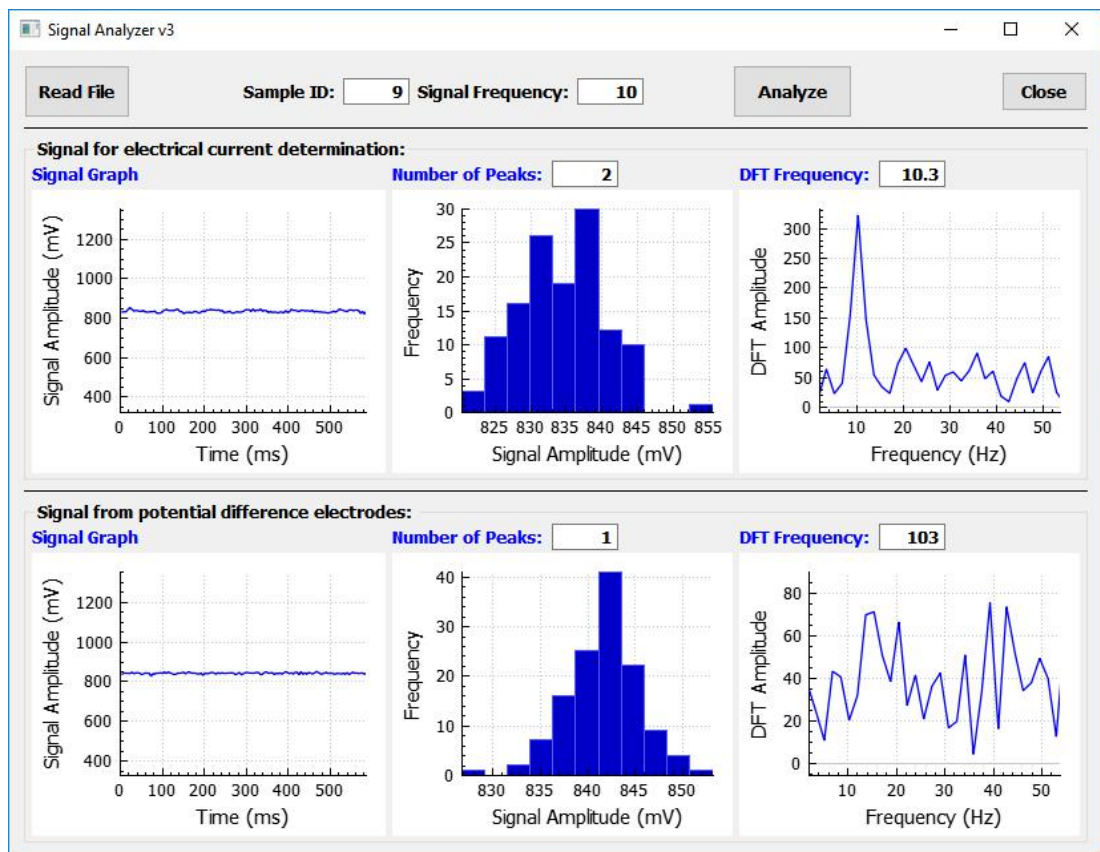 Signal Analyzer v3
Read File
Sample ID: 9 Signal Frequency: 10
Analyze
Close
Signal for electrical current determination:
Signal Graph
Number of Peaks: 2
DFT Frequency: 10.3
Signal Amplitude (mV)
1200
1000
800
600
400
0 100 200 300 400 500
Time (ms)
Frequency
30
25
20
15
10
5
0
825 830 835 840 845 850 855
Signal Amplitude (mV)
DFT Amplitude
300
250
200
150
100
50
0
10 20 30 40 50
Frequency (Hz)
Signal from potential difference electrodes:
Signal Graph
Number of Peaks: 1
DFT Frequency: 103
Signal Amplitude (mV)
1200
1000
800
600
400
0 100 200 300 400 500
Time (ms)
Frequency
40
30
20
10
0
830 835 840 845 850
Signal Amplitude (mV)
DFT Amplitude
80
60
40
20
0
10 20 30 40 50
Frequency (Hz)